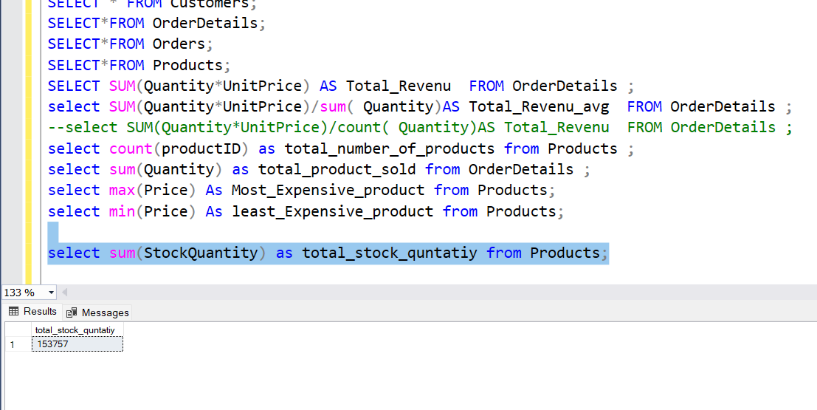 SELECT * FROM Customers;
SELECT*FROM OrderDetails;
SELECT*FROM Orders;
SELECT*FROM Products;
SELECT SUM(Quantity*UnitPrice) AS Total_Revenu  FROM OrderDetails ;
select SUM(Quantity*UnitPrice)/sum( Quantity)AS Total_Revenu_avg  FROM OrderDetails ;
--select SUM(Quantity*UnitPrice)/count( Quantity)AS Total_Revenu  FROM OrderDetails ;
select count(productID) as total_number_of_products from Products ;
select sum(Quantity) as total_product_sold from OrderDetails ;
select max(Price) As Most_Expensive_product from Products;
select min(Price) As least_Expensive_product from Products;
select sum(StockQuantity) as total_stock_quntatiy from Products;
133 %
Results Messages
total_stock_quntatiy
1 153757